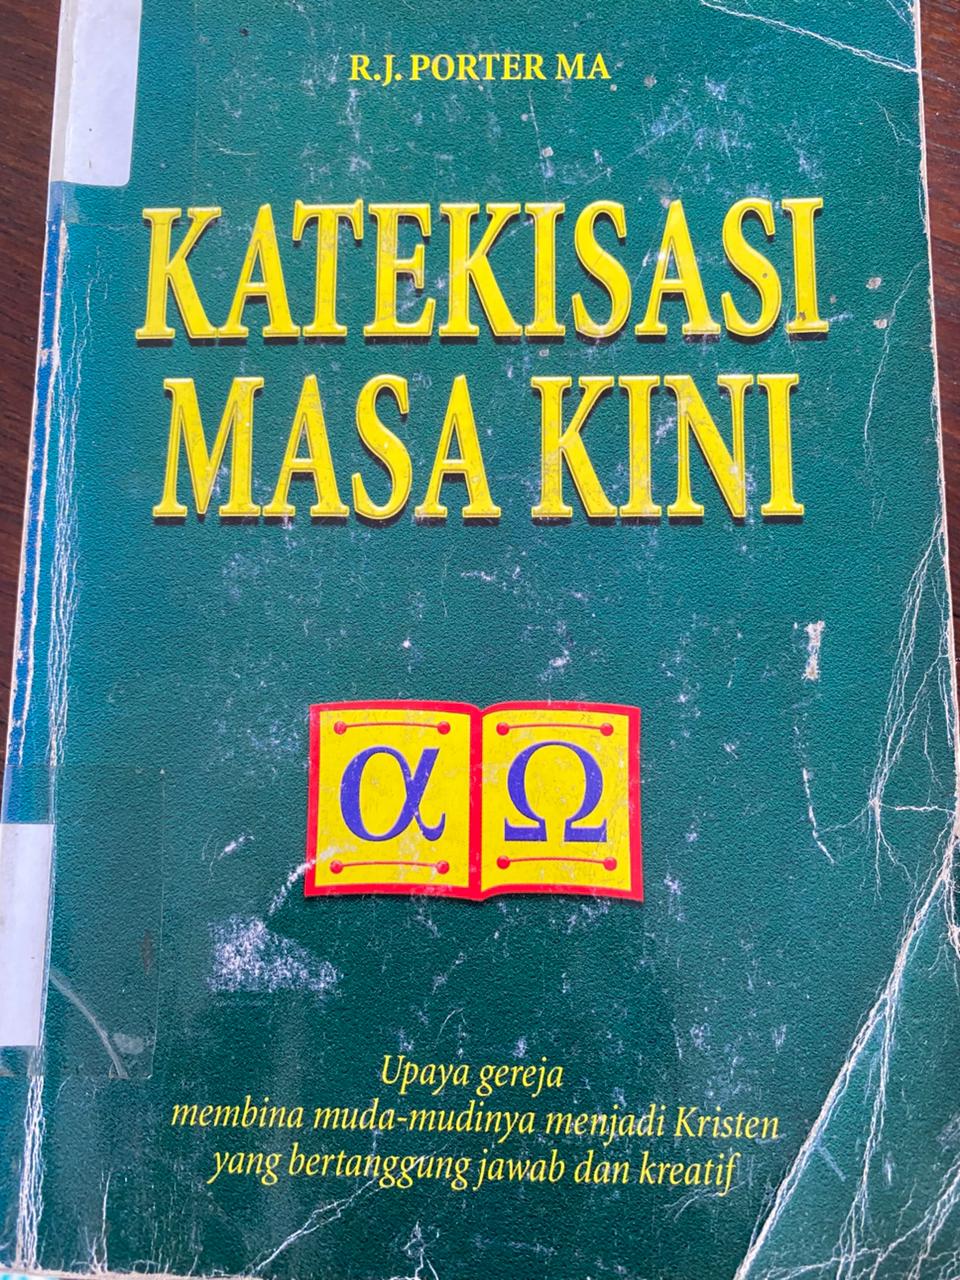 R.J. PORTER MA
KATEKISASI
MASA KINI
α Ω
Upaya gereja
membina muda-mudinya menjadi Kristen
yang bertanggung jawab dan kreatif